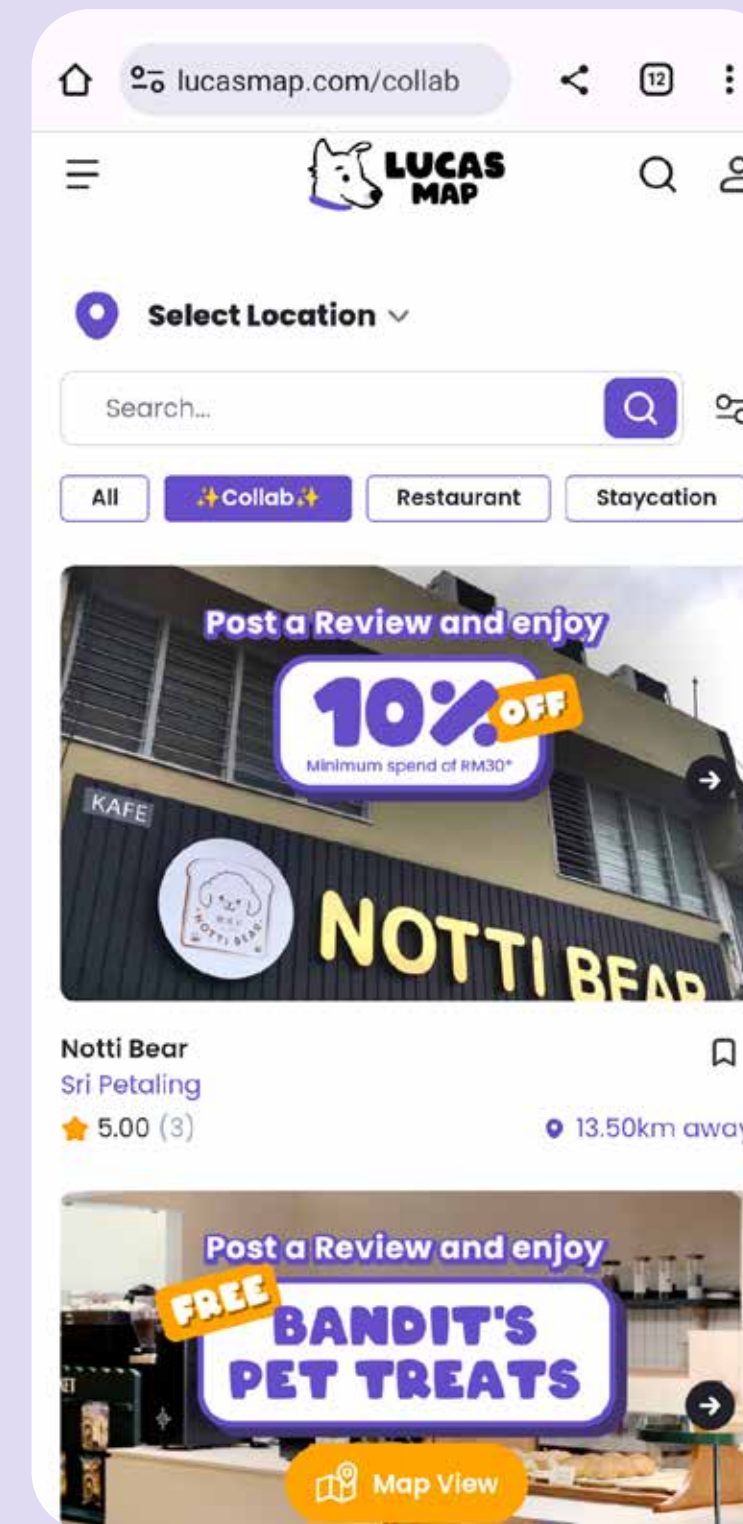 lucasmap.com/collab
12
LUCAS
MAP
Select Location
Search...
All
✨Collab✨
Restaurant
Staycation
Post a Review and enjoy
10% OFF
Minimum spend of RM30*
KAFE
NOTTI BEAR
NOTTI BEAR
Notti Bear
Sri Petaling
5.00 (3)
13.50km away
Post a Review and enjoy
FREE
BANDIT'S
PET TREATS
Map View